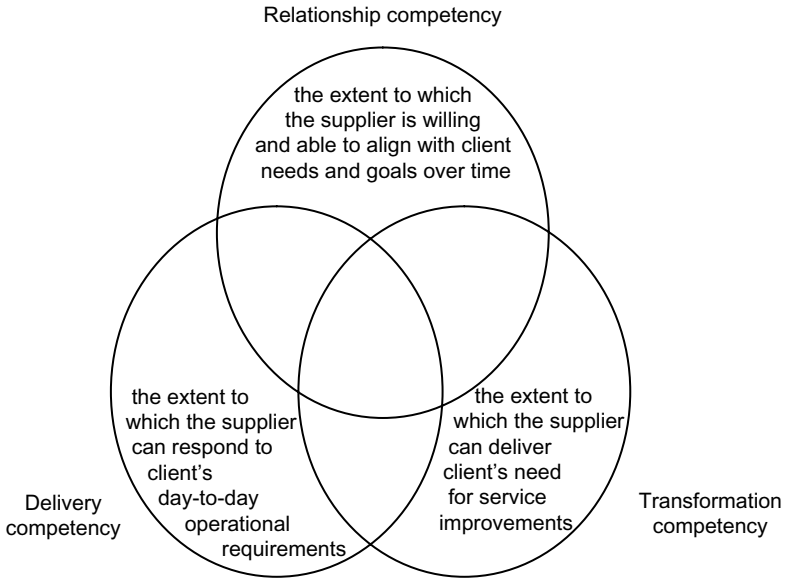 Relationship competency
the extent to which
the supplier is willing
and able to align with client
needs and goals over time
the extent to
which the supplier
can respond to
client's
day-to-day
operational
requirements
the extent to
which the supplier
can deliver
client's need
for service
improvements
Delivery
competency
Transformation
competency